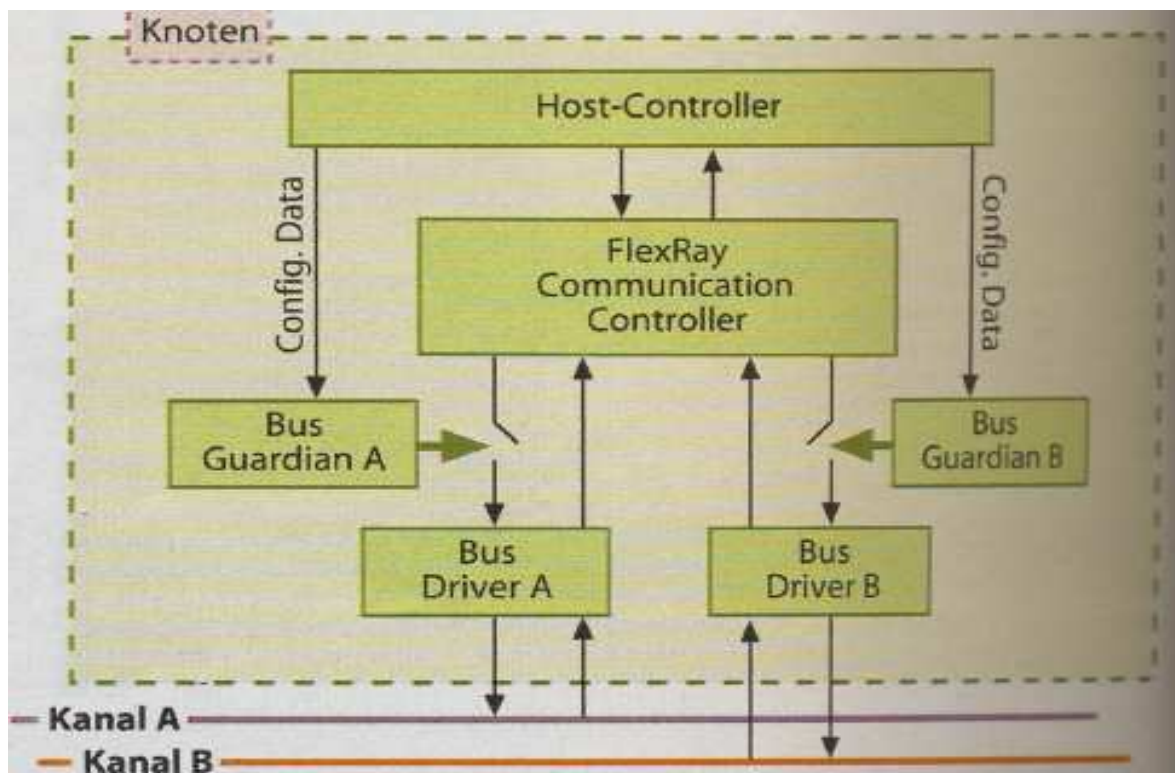 Knoten
Host-Controller
Config. Data
Config. Data
FlexRay
Communication
Controller
Bus
Guardian A
Bus
Guardian B
Bus
Driver A
Bus
Driver B
Kanal A
Kanal B